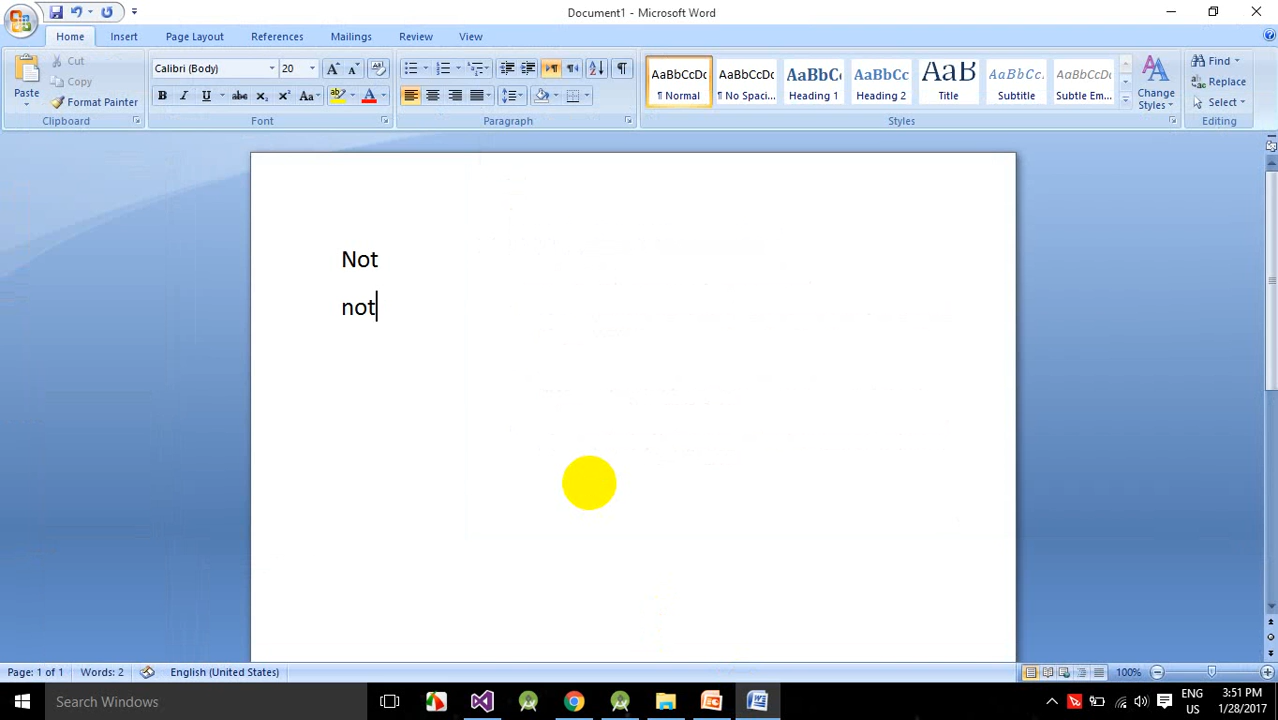 Document1 - Microsoft Word
Home Insert Page Layout References Mailings Review View
Paste
Cut
Copy
Format Painter
Clipboard
Calibri (Body) 20
Font
Paragraph
AaBbCcDc AaBbCcDc AaBbC AaBbCc AaB AaBbCc. AaBbCcDc
¶ Normal ¶ No Spaci... Heading 1 Heading 2 Title Subtitle Subtle Em...
Styles
Change Styles
Find
Replace
Select
Editing
Not
not
Page: 1 of 1 Words: 2 English (United States) 100%
Search Windows
ENG US
3:51 PM
1/28/2017